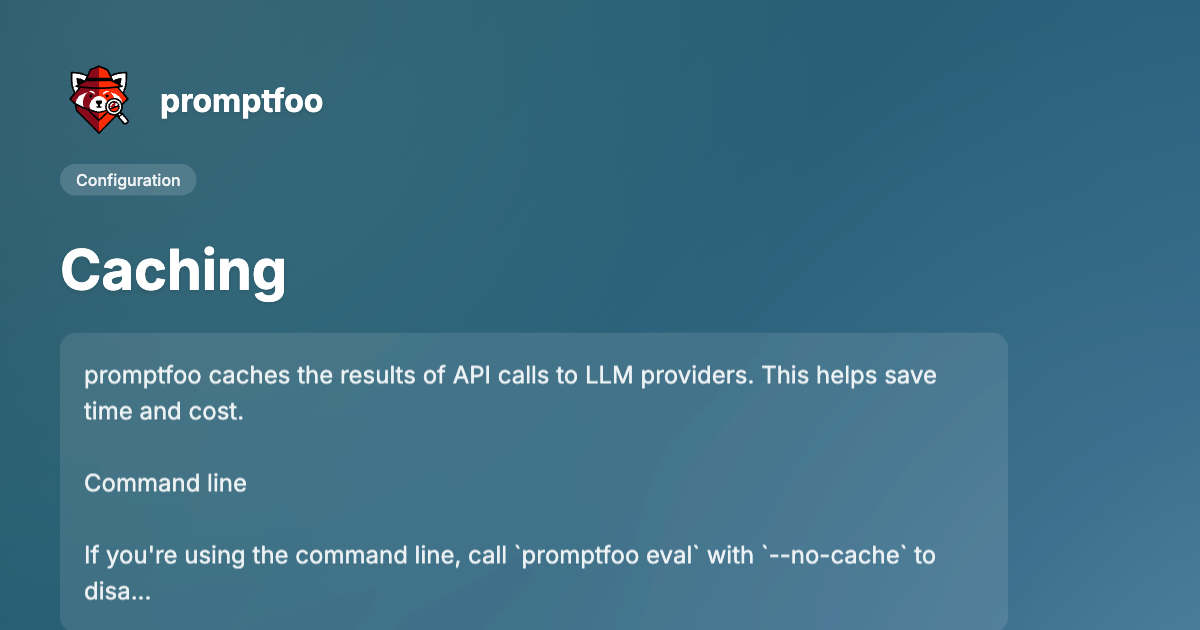 promptfoo
Configuration
Caching
promptfoo caches the results of API calls to LLM providers. This helps save
time and cost.
Command line
If you're using the command line, call `promptfoo eval` with `--no-cache` to
disa...